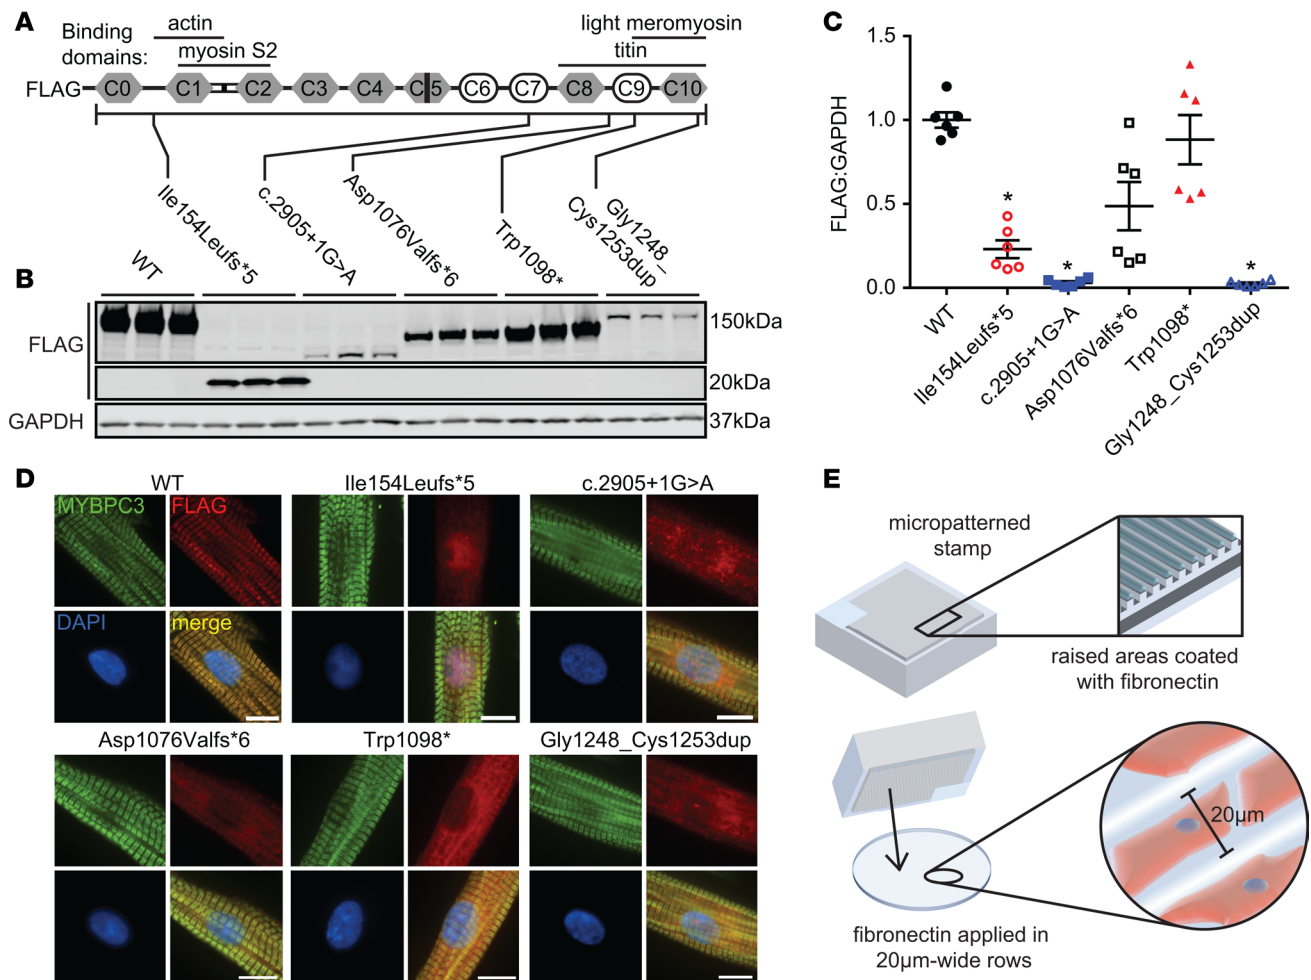 A
Binding
domains:
actin
myosin S2
light meromyosin
titin
FLAG
C0
C1
C2
C3
C4
C5
C6
C7
C8
C9
C10
Ile154Leufs*5
c.2905+1G>A
Asp1076Valfs*6
Trp1098*
Gly1248_
Cys1253dup
B
WT
FLAG
150kDa
20kDa
GAPDH
37kDa
C
FLAG:GAPDH
1.5
1.0
0.5
0.0
*
*
*
WT
Ile154Leufs*5
c.2905+1G>A
Asp1076Valfs*6
Trp1098*
Gly1248_Cys1253dup
D
WT
Ile154Leufs*5
c.2905+1G>A
MYBPC3
FLAG
DAPI
merge
Asp1076Valfs*6
Trp1098*
Gly1248_Cys1253dup
E
micropatterned
stamp
raised areas coated
with fibronectin
20μm
fibronectin applied in
20μm-wide rows